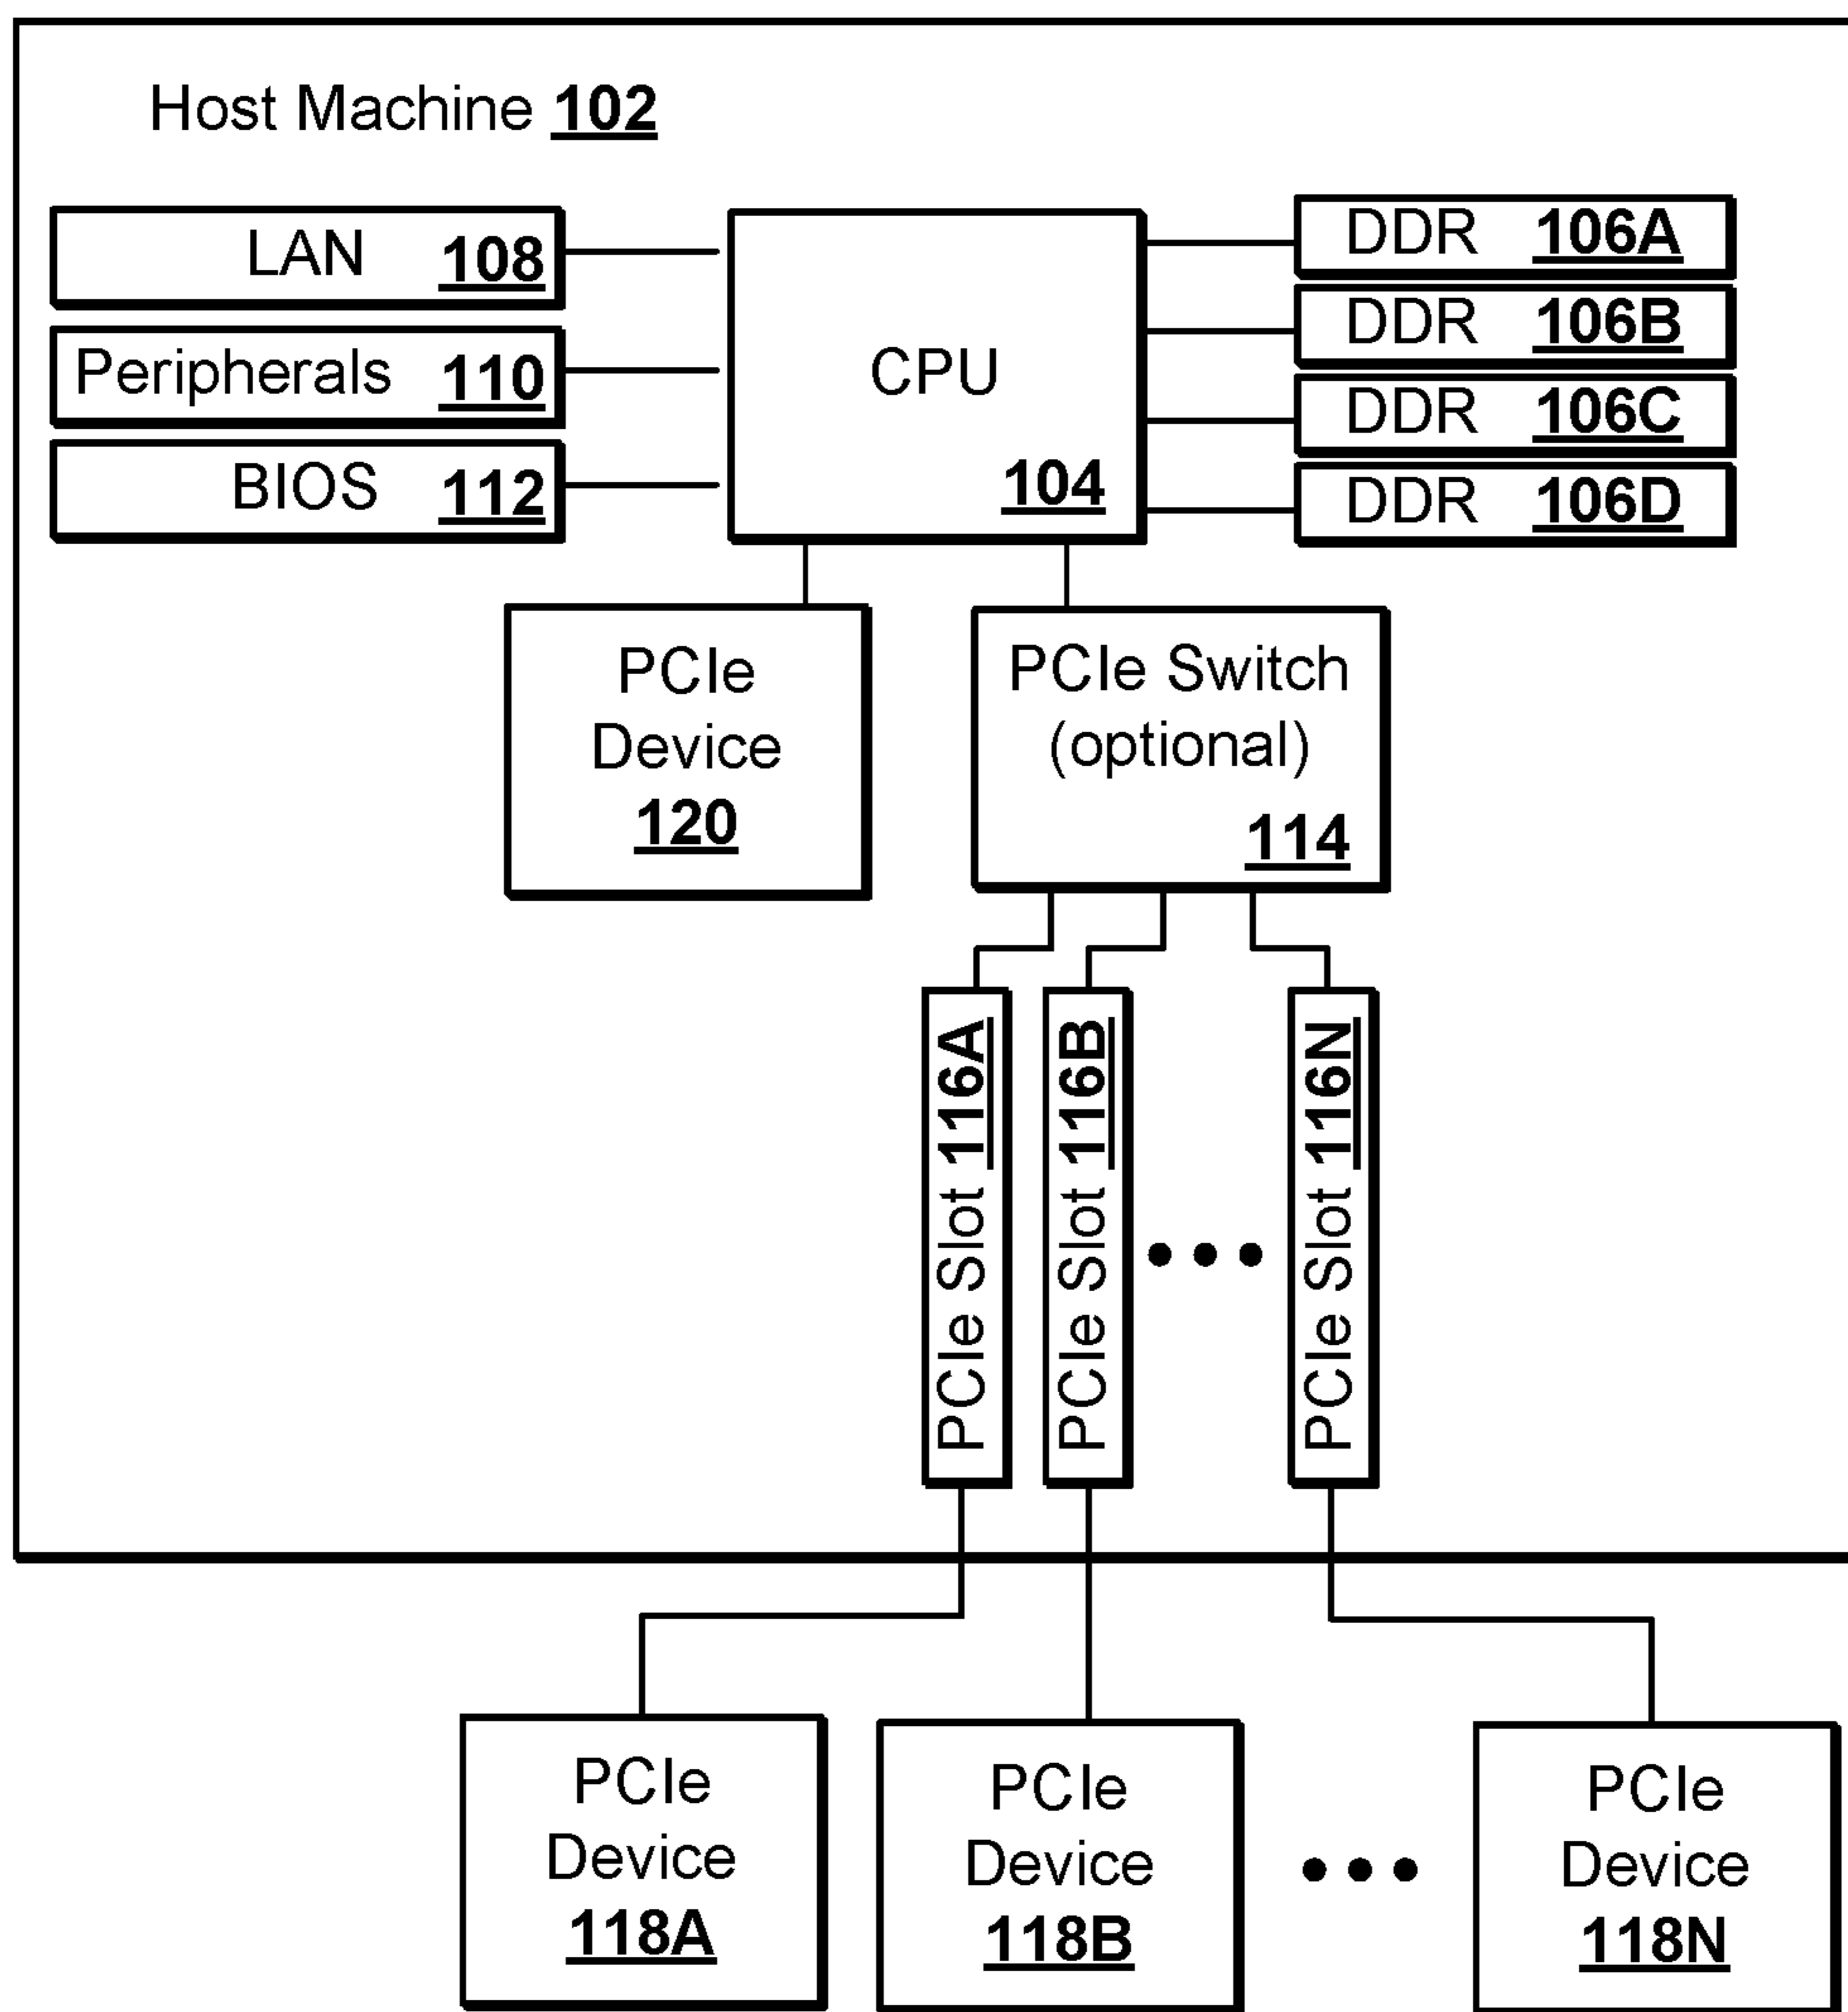 Host Machine 102
LAN 108
Peripherals 110
BIOS 112
CPU
104
DDR 106A
DDR 106B
DDR 106C
DDR 106D
PCIe
Device
120
PCIe Switch
(optional)
114
PCIe Slot 116A
PCIe Slot 116B
PCIe Slot 116N
PCIe
Device
118A
PCIe
Device
118B
PCIe
Device
118N